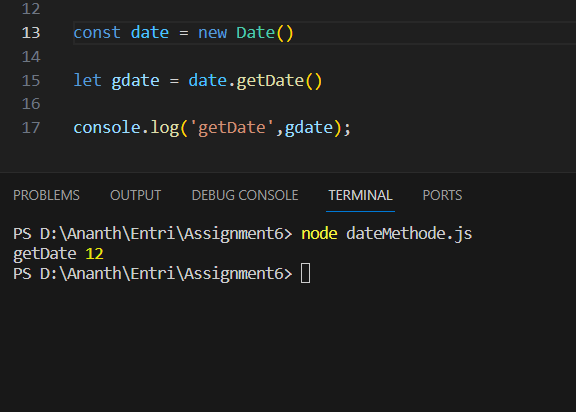 12
13 const date = new Date()
14
15 let gdate = date.getDate()
16
17 console.log('getDate',gdate);
PROBLEMS OUTPUT DEBUG CONSOLE TERMINAL PORTS
PS D:\Ananth\Entri\Assignment6> node dateMethode.js
getDate 12
PS D:\Ananth\Entri\Assignment6>